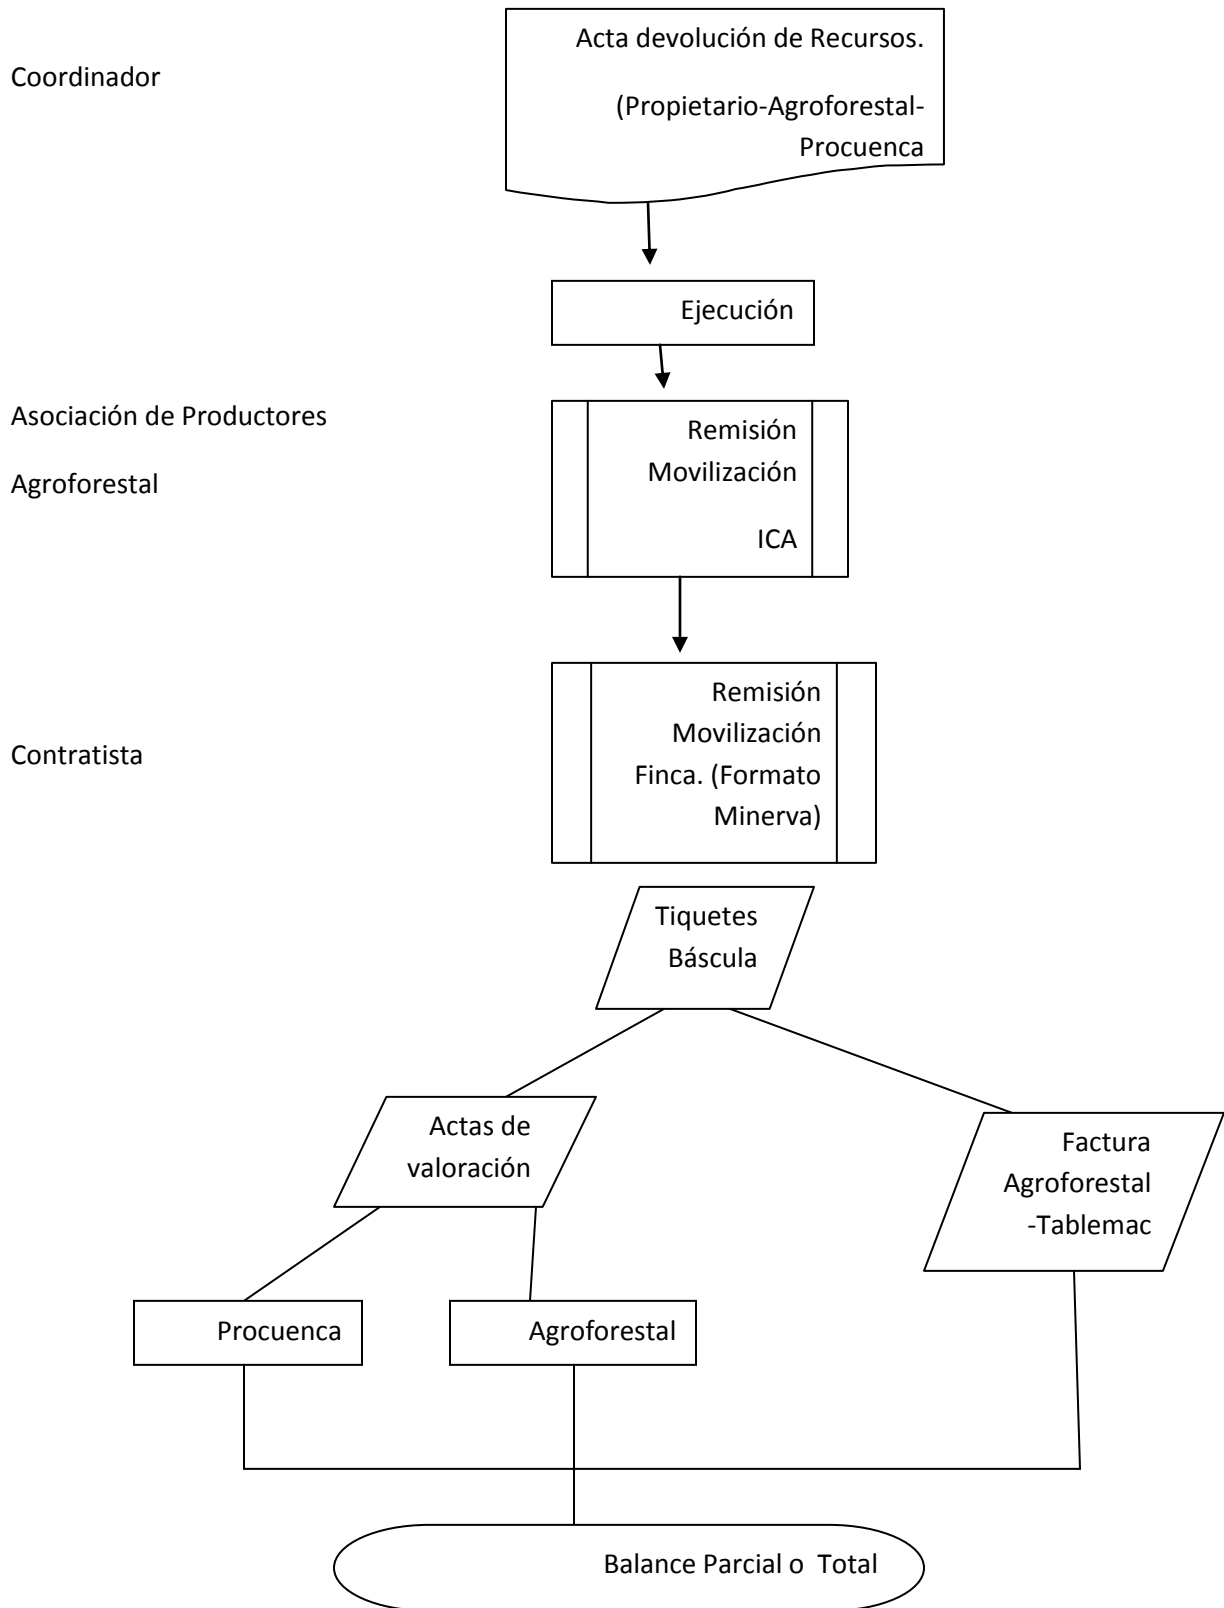 Acta devolución de Recursos.
Coordinador
(Propietario-Agroforestal-
Procuenca
Ejecución
Asociación de Productores
Agroforestal
Remisión
Movilización
ICA
Contratista
Remisión
Movilización
Finca. (Formato
Minerva)
Tiquetes
Báscula
Actas de
valoración
Factura
Agroforestal
-Tablemac
Procuenca
Agroforestal
Balance Parcial o  Total